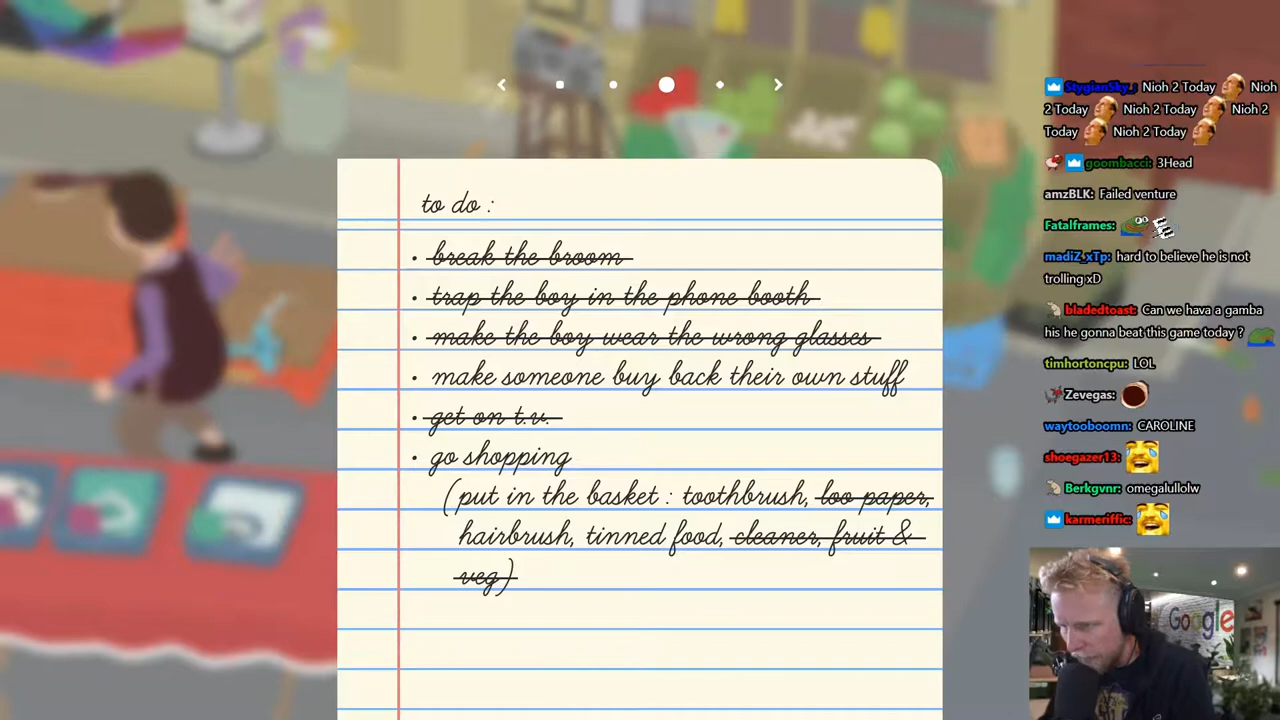 to do :
• break the broom
• trap the boy in the phone booth
• make the boy wear the wrong glasses
• make someone buy back their own stuff
• get on t.v.
• go shopping
(put in the basket : toothbrush, loo paper,
hairbrush, tinned food, cleaner, fruit &
veg)
StygianSky_: Nioh 2 Today Nioh
2 Today Nioh 2 Today Nioh 2
Today Nioh 2 Today
goombacci: 3Head
amzBLK: Failed venture
Fatalframes:
madiZ_xTp: hard to believe he is not
trolling xD
bladedtoast: Can we hava a gamba
his he gonna beat this game today ?
timhortoncpu: LOL
Zevegas:
waytooboomn: CAROLINE
shoegazer13:
Berkgvnr: omegalullolw
karmeriffic:
Google